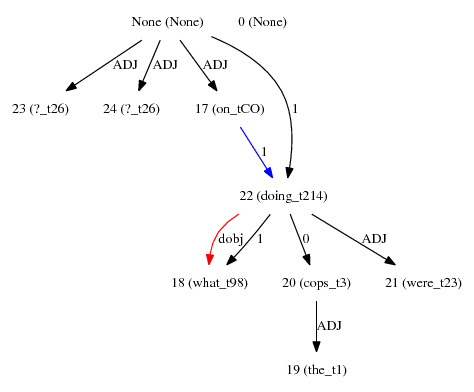 None (None) 0 (None)
ADJ ADJ ADJ
23 (?_t26) 24 (?_t26) 17 (on_tCO) 1
1
22 (doing_t214)
dobj 1 0 ADJ
18 (what_t98) 20 (cops_t3) 21 (were_t23)
ADJ
19 (the_t1)